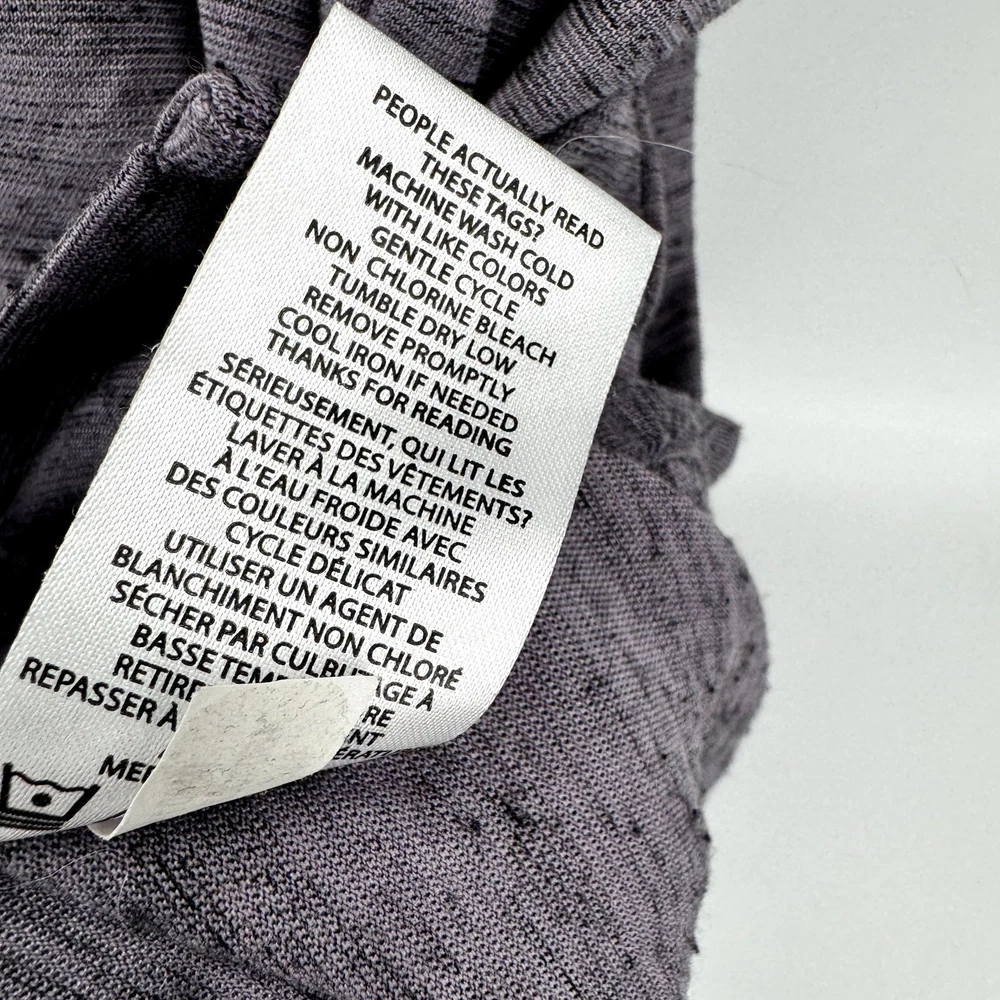 PEOPLE ACTUALLY READ
THESE TAGS?
MACHINE WASH COLD
WITH LIKE COLORS
GENTLE CYCLE
NON CHLORINE BLEACH
TUMBLE DRY LOW
REMOVE PROMPTLY
COOL IRON IF NEEDED
THANKS FOR READING
SÉRIEUSEMENT, QUI LIT LES
ÉTIQUETTES DES VÊTEMENTS?
LAVER À LA MACHINE
À L'EAU FROIDE AVEC
DES COULEURS SIMILAIRES
CYCLE DÉLICAT
UTILISER UN AGENT DE
BLANCHIMENT NON CHLORÉ
SÉCHER PAR CULBUTAGE À
BASSE
REPASSER À